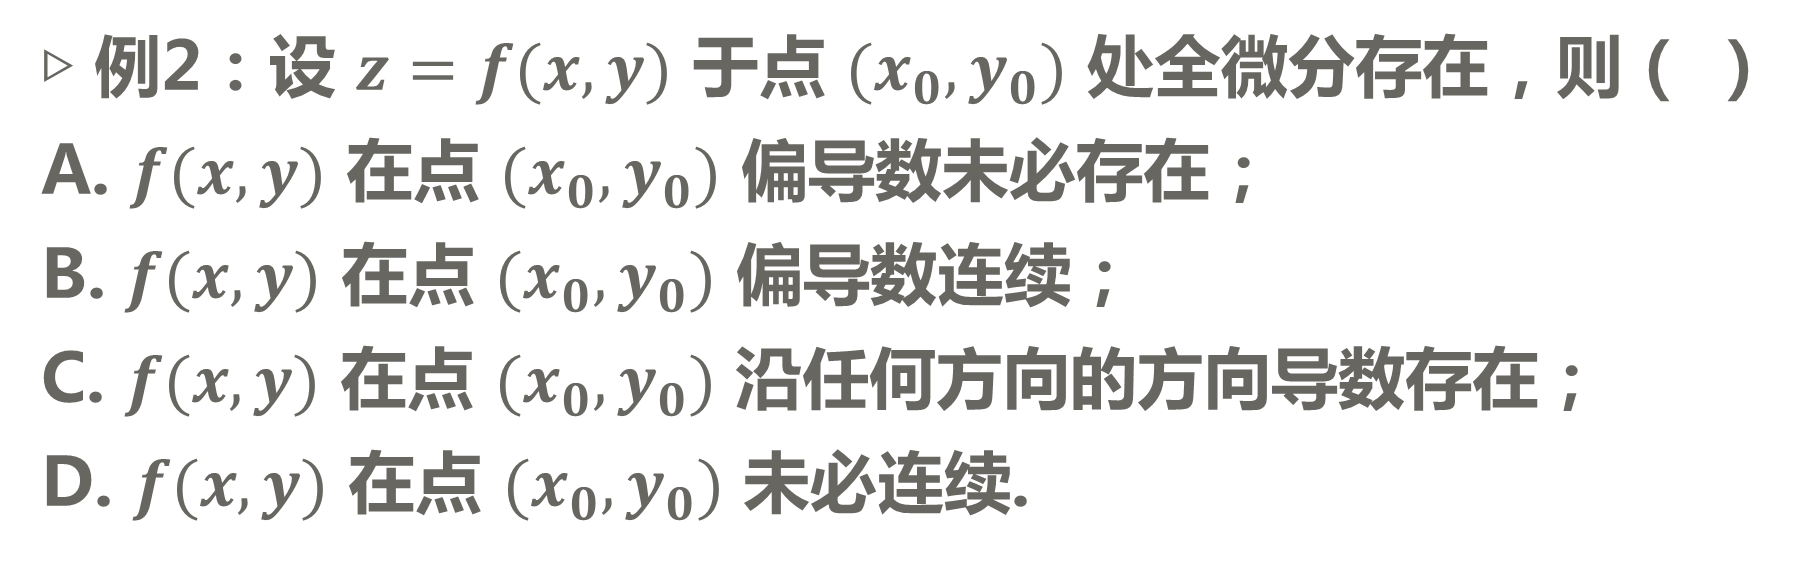 ▷ 例2：设 z = f(x, y) 于点 (x₀, y₀) 处全微分存在，则（ ）
A. f(x, y) 在点 (x₀, y₀) 偏导数未必存在；
B. f(x, y) 在点 (x₀, y₀) 偏导数连续；
C. f(x, y) 在点 (x₀, y₀) 沿任何方向的方向导数存在；
D. f(x, y) 在点 (x₀, y₀) 未必连续.